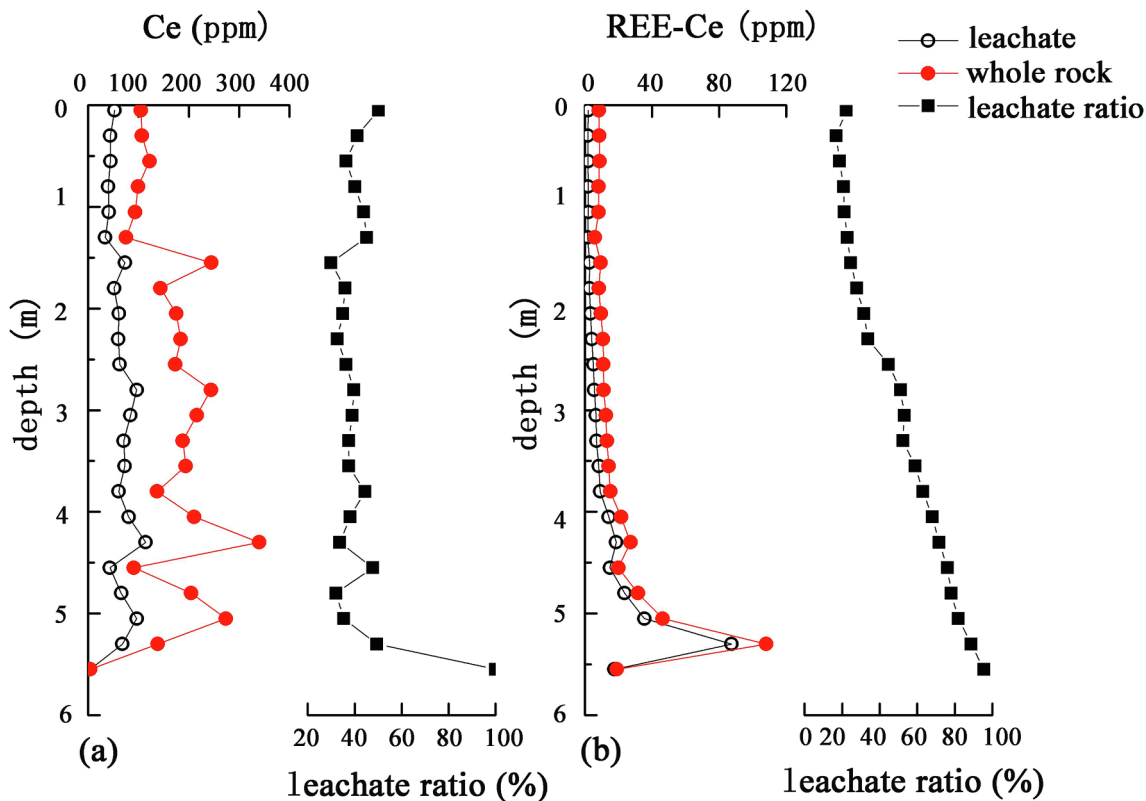 Ce (ppm)
REE-Ce (ppm)
leachate
whole rock
leachate ratio
0 100 200 300 400
0 40 80 120
0
1
2
3
4
5
6
depth (m)
0
1
2
3
4
5
6
depth (m)
20 40 60 80 100
0 20 40 60 80 100
(a)
leachate ratio (%)
(b)
leachate ratio (%)